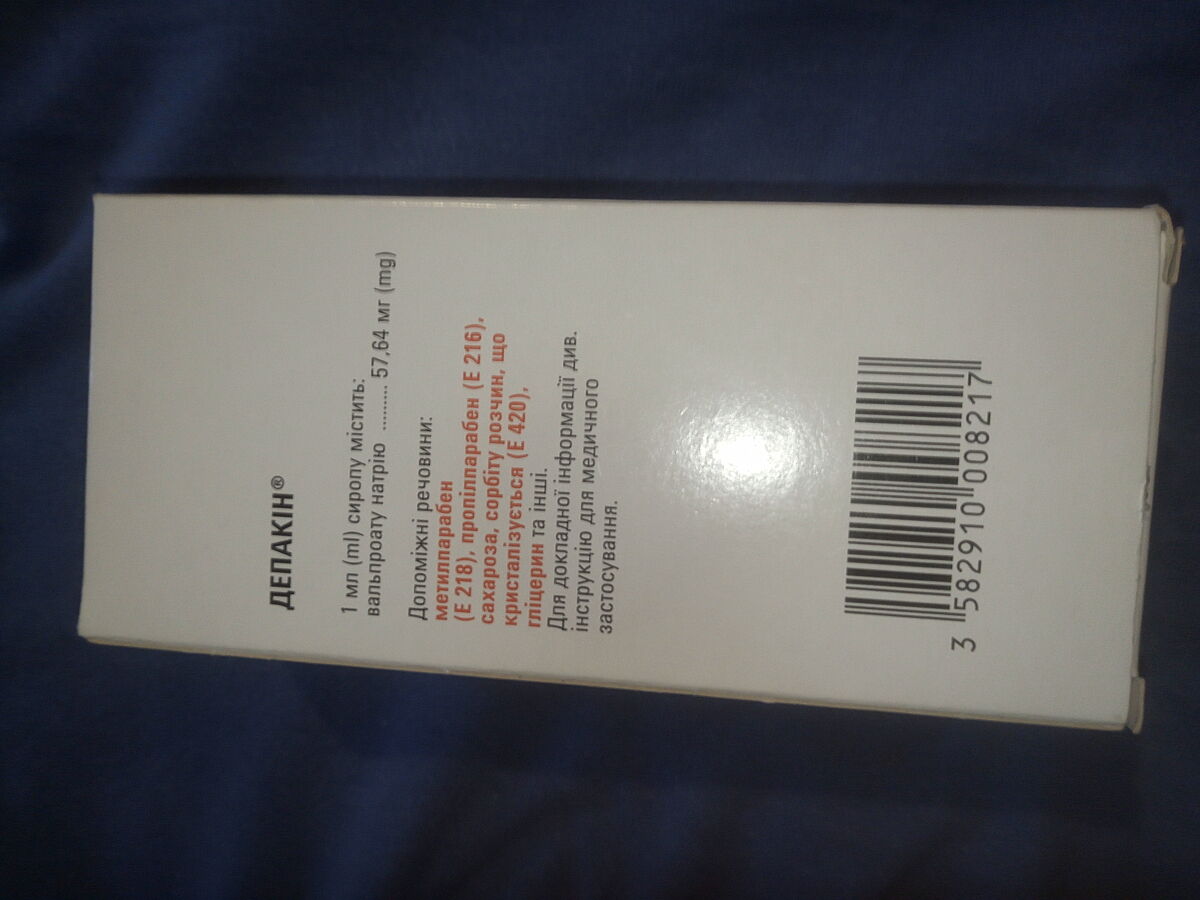 ДЕПАКІН®
1 мл (ml) сиропу містить:
вальпроату натрію ......... 57,64 мг (mg)
Допоміжні речовини:
метилпарабен
(Е 218), пропілпарабен (Е 216),
сахароза, сорбіту розчин, що
кристалізується (Е 420),
гліцерин та інші.
Для докладної інформації див.
інструкцію для медичного
застосування.
3 582910 008217